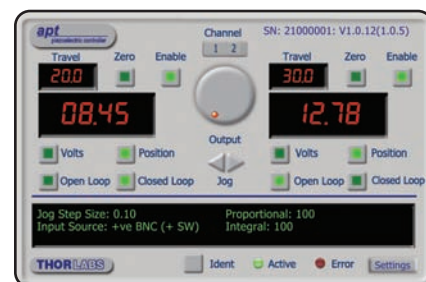 apt
piezoelectric controller
Channel
1 2
SN: 21000001: V1.0.12(1.0.5)
Travel Zero Enable
20.0
08.45
Travel Zero Enable
30.0
12.78
Output
Jog
Volts Position
Open Loop Closed Loop
Volts Position
Open Loop Closed Loop
Jog Step Size: 0.10 Proportional: 100
Input Source: +ve BNC (+ SW) Integral: 100
THORLABS
Ident Active Error Settings